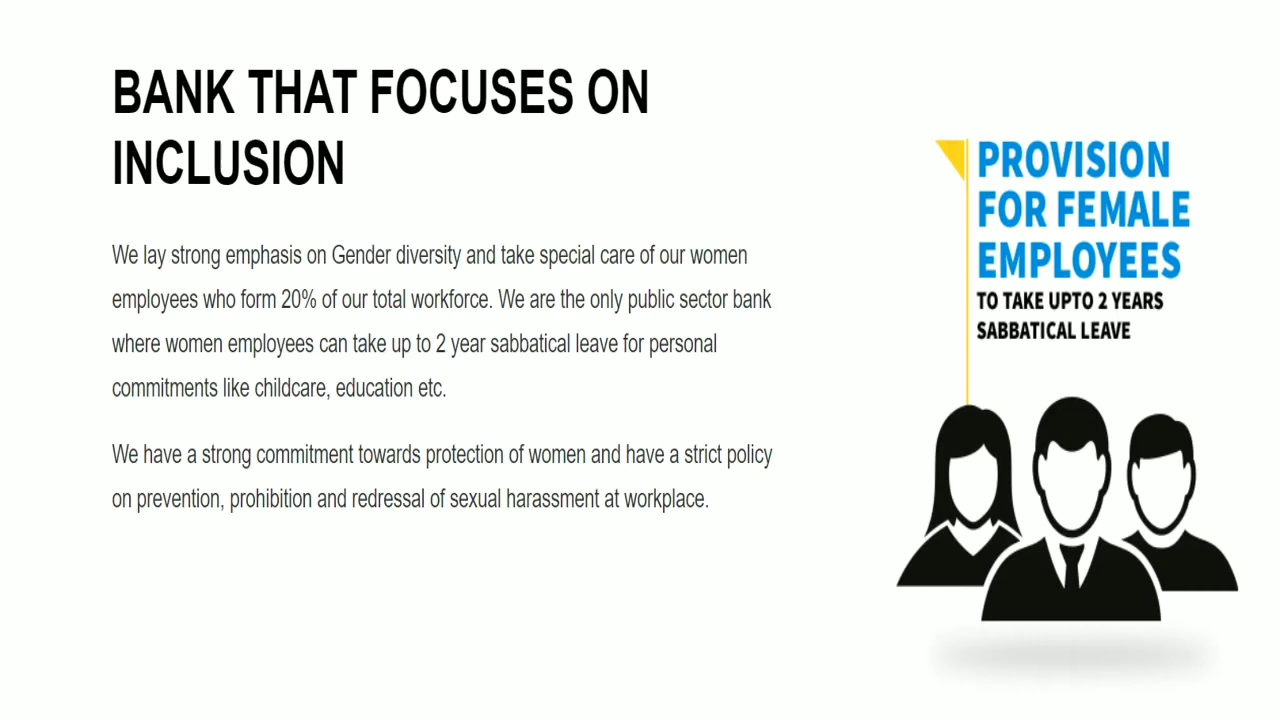 BANK THAT FOCUSES ON
INCLUSION
We lay strong emphasis on Gender diversity and take special care of our women
employees who form 20% of our total workforce. We are the only public sector bank
where women employees can take up to 2 year sabbatical leave for personal
commitments like childcare, education etc.
We have a strong commitment towards protection of women and have a strict policy
on prevention, prohibition and redressal of sexual harassment at workplace.
PROVISION
FOR FEMALE
EMPLOYEES
TO TAKE UPTO 2 YEARS
SABBATICAL LEAVE